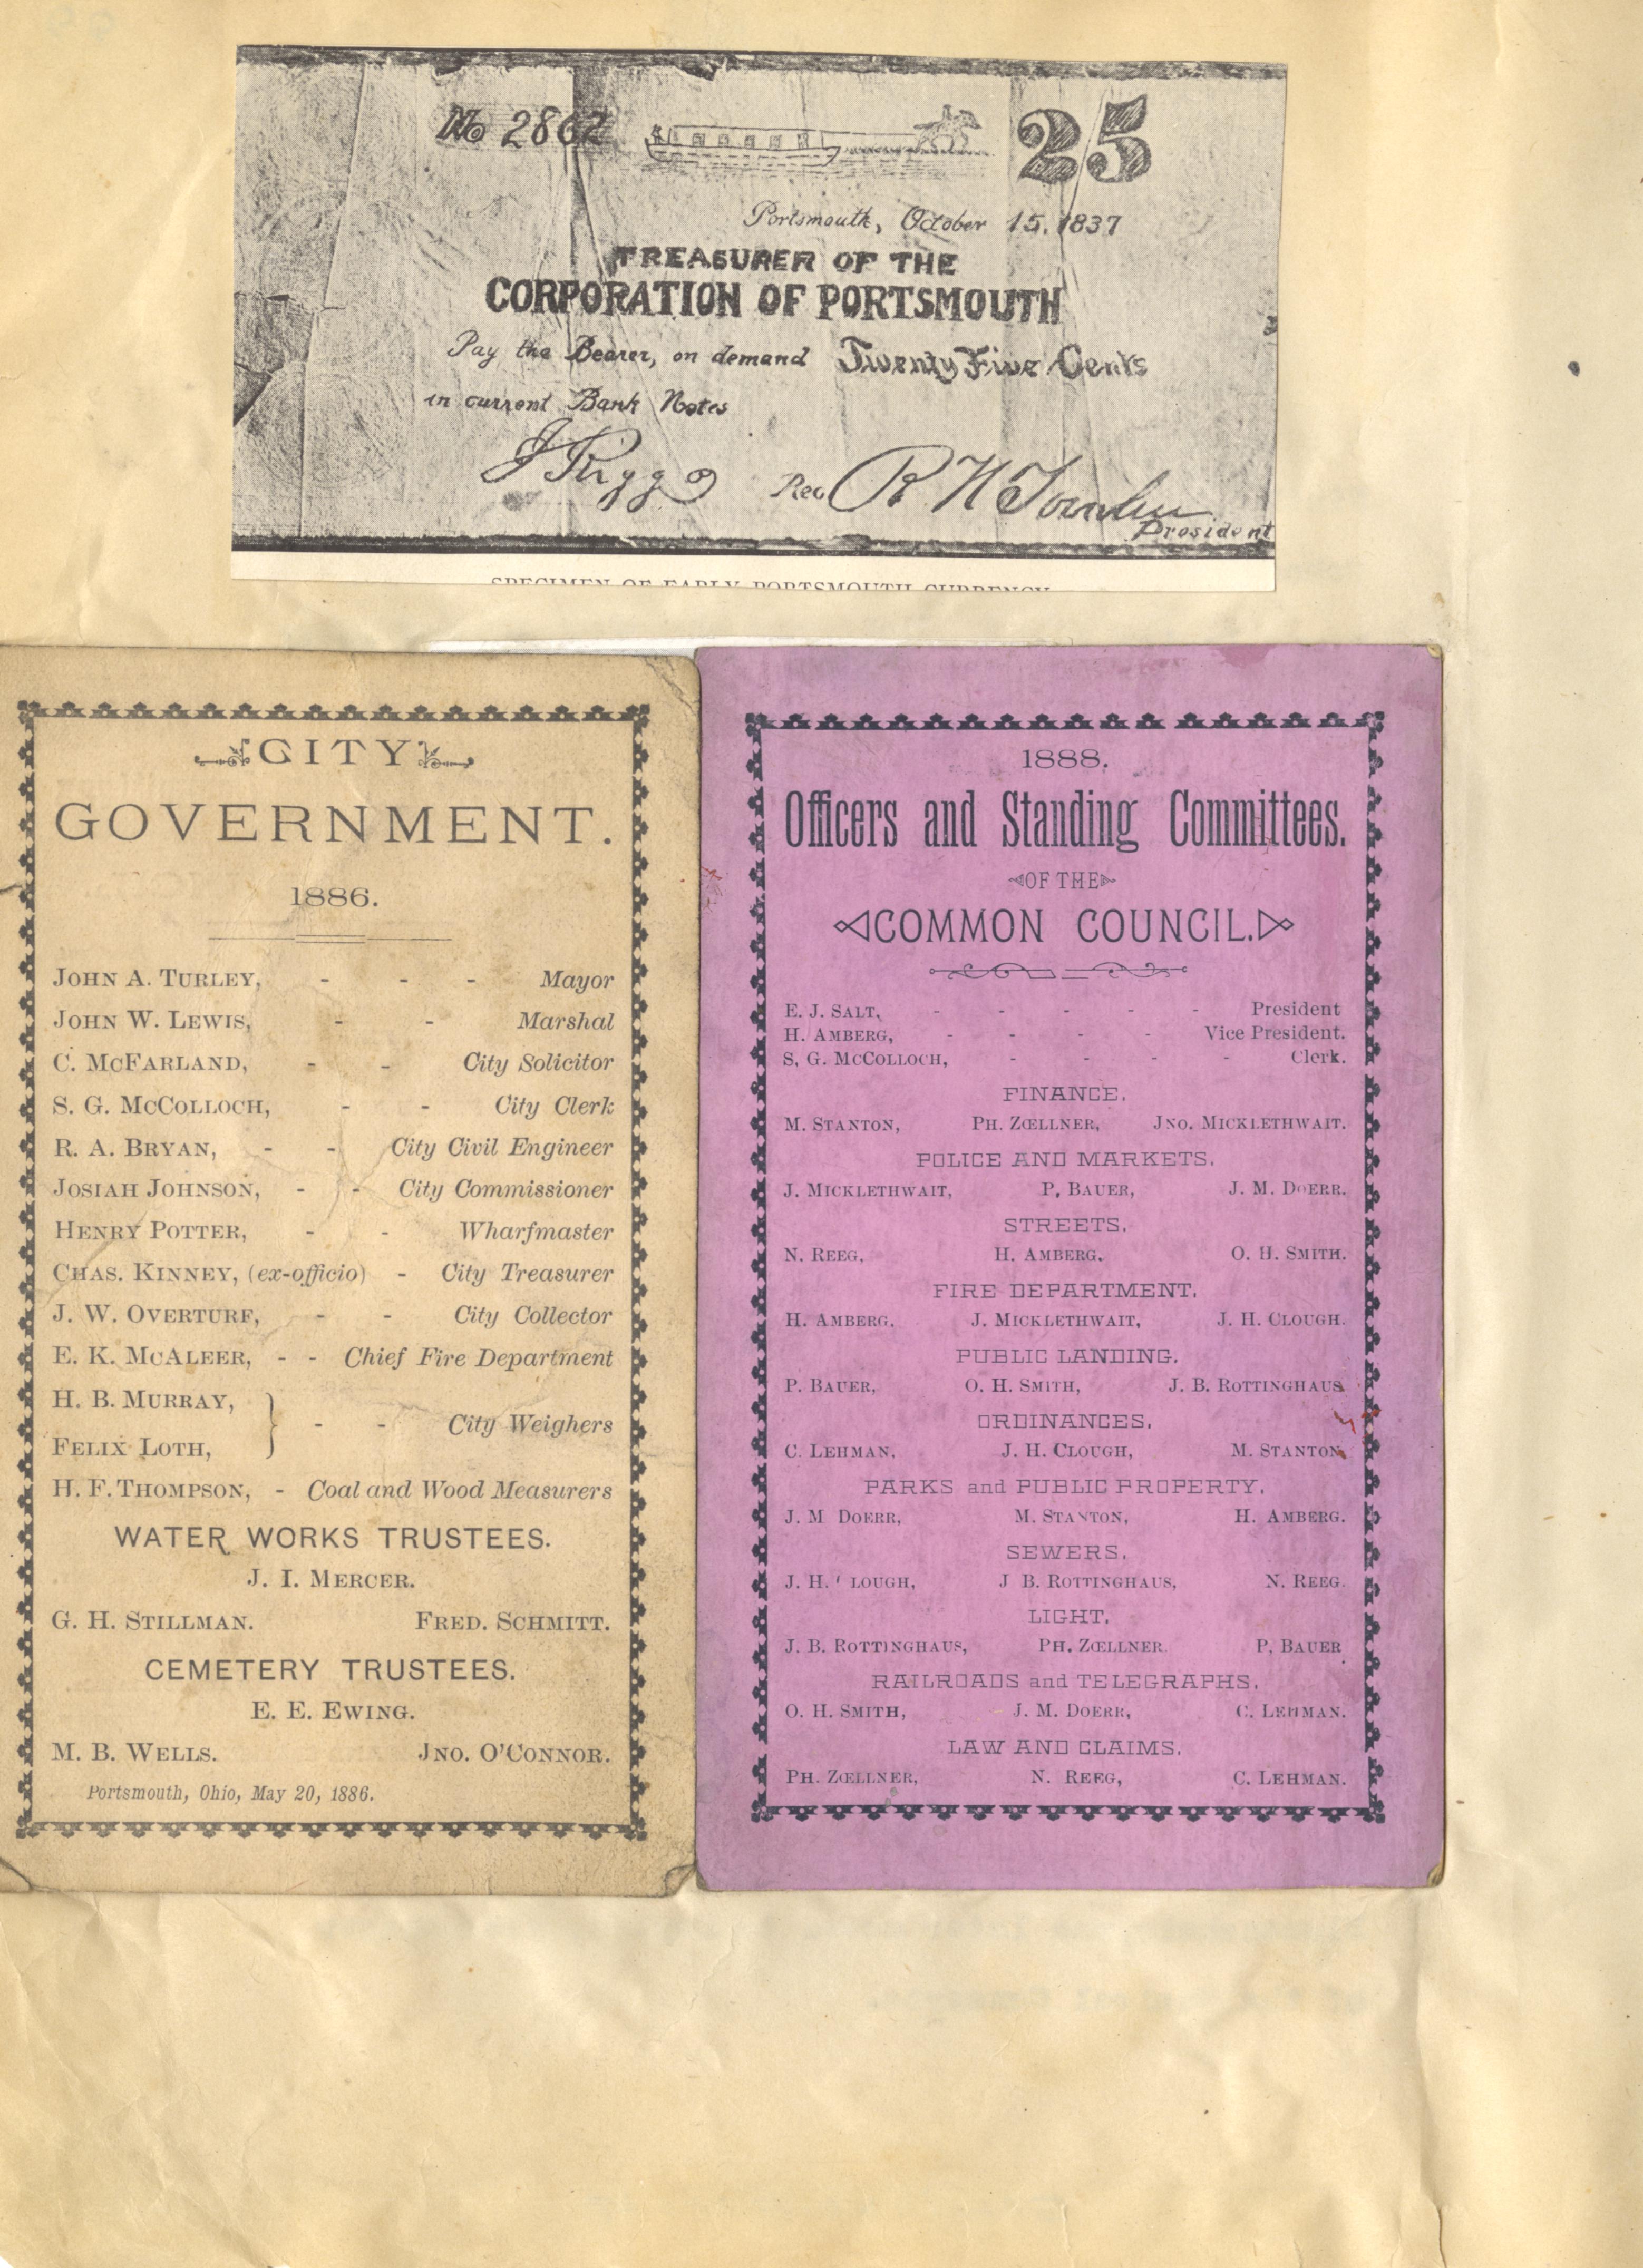 No 2862
25
Portsmouth, October 15, 1837
TREASURER OF THE
CORPORATION OF PORTSMOUTH
Pay the Bearer, on demand Twenty Five Cents
in current Bank Notes
J Riggs Rec R H
President
SPECIMEN OF EARLY PORTSMOUTH CURRENCY
CITY
GOVERNMENT.
1886.
JOHN A. TURLEY, - - - Mayor
JOHN W. LEWIS, - - Marshal
C. MCFARLAND, - - City Solicitor
S. G. MCCOLLOCH, - - City Clerk
R. A. BRYAN, - - City Civil Engineer
JOSIAH JOHNSON, - - City Commissioner
HENRY POTTER, - - Wharfmaster
CHAS. KINNEY, (ex-officio) - City Treasurer
J. W. OVERTURF, - - City Collector
E. K. MCALEER, - - Chief Fire Department
H. B. MURRAY,
FELIX LOTH, } - - City Weighers
H. F. THOMPSON, - Coal and Wood Measurers
WATER WORKS TRUSTEES.
J. I. MERCER.
G. H. STILLMAN. FRED. SCHMITT.
CEMETERY TRUSTEES.
E. E. EWING.
M. B. WELLS. JNO. O'CONNOR.
Portsmouth, Ohio, May 20, 1886.
1888.
Officers and Standing Committees.
OF THE
COMMON COUNCIL.
E. J. SALT, - - - - - President
H. AMBERG, - - - - Vice President.
S, G. MCCOLLOCH, - - - - Clerk.
FINANCE.
M. STANTON, PH. ZŒLLNER, JNO. MICKLETHWAIT.
POLICE AND MARKETS.
J. MICKLETHWAIT, P, BAUER, J. M. DOERR.
STREETS.
N. REEG, H. AMBERG. O. H. SMITH.
FIRE DEPARTMENT.
H. AMBERG. J. MICKLETHWAIT, J. H. CLOUGH.
PUBLIC LANDING.
P. BAUER, O. H. SMITH, J. B. ROTTINGHAUS.
ORDINANCES.
C. LEHMAN, J. H. CLOUGH, M. STANTON.
PARKS and PUBLIC PROPERTY.
J. M DOERR, M. STANTON, H. AMBERG.
SEWERS.
J. H. CLOUGH, J B. ROTTINGHAUS, N. REEG.
LIGHT.
J. B. ROTTINGHAUS, PH. ZŒLLNER. P, BAUER
RAILROADS and TELEGRAPHS.
O. H. SMITH, J. M. DOERR, C. LEHMAN.
LAW AND CLAIMS.
PH. ZŒLLNER, N. REEG, C. LEHMAN.